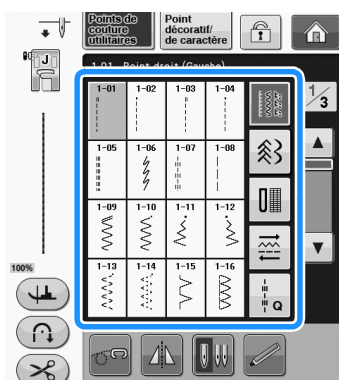 Points de
couture
utilitaires
Point
décoratif/
de caractère
J
1-01 Point droit (Gauche)
1/3
1-01 1-02 1-03 1-04
1-05 1-06 1-07 1-08
1-09 1-10 1-11 1-12
100%
1-13 1-14 1-15 1-16
Q